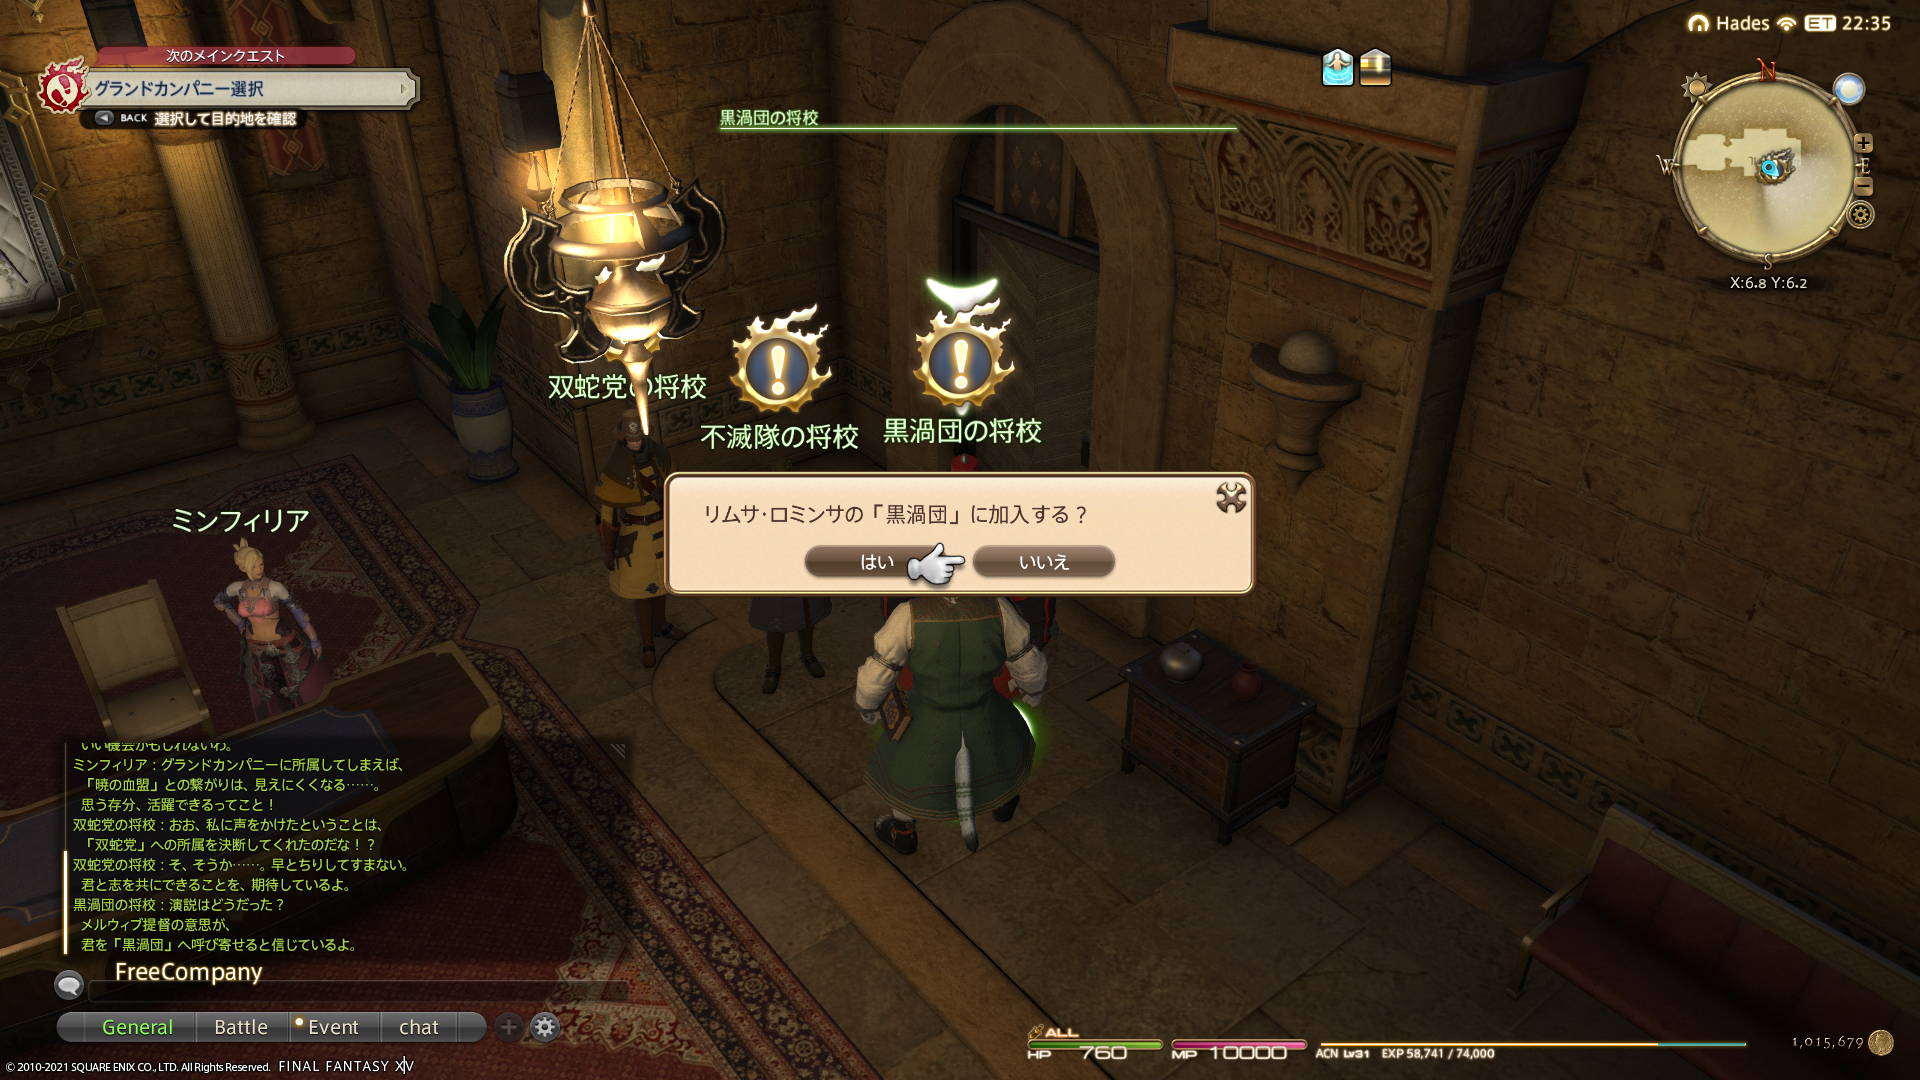 次のメインクエスト
グランドカンパニー選択
BACK 選択して目的地を確認
黒渦団の将校
Hades ET 22:35
N
W
E
S
X:6.8 Y:6.2
双蛇党の将校
不滅隊の将校
黒渦団の将校
ミンフィリア
リムサ・ロミンサの「黒渦団」に加入する？
はい
いいえ
いい機会かもしれないわ。
ミンフィリア：グランドカンパニーに所属してしまえば、
「暁の血盟」との繋がりは、見えにくくなる……。
思う存分、活躍できるってこと！
双蛇党の将校：おお、私に声をかけたということは、
「双蛇党」への所属を決断してくれたのだな！？
双蛇党の将校：そ、そうか……。早とちりしてすまない。
君と志を共にできることを、期待しているよ。
黒渦団の将校：演説はどうだった？
メルウィブ提督の意思が、
君を「黒渦団」へ呼び寄せると信じているよ。
FreeCompany
General Battle Event chat
ALL
HP 760 MP 10000 ACN Lv31 EXP 58,741 / 74,000
1,015,679
© 2010-2021 SQUARE ENIX CO., LTD. All Rights Reserved. FINAL FANTASY XIV